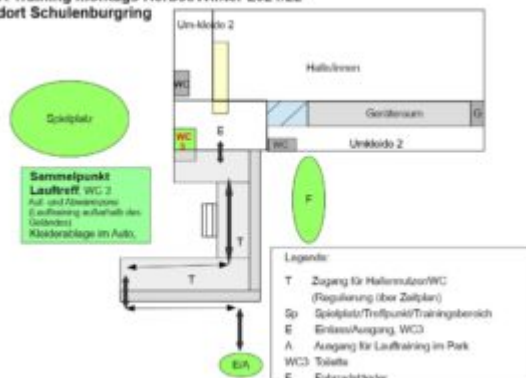 dort Schulenburgring
Um-kleide 2
Halle/innen
WC
Spielplatz
Geräteraum
G
WC
3
E
WC
Umkleide 2
Sammelpunkt
Lauftreff, WC 3
Auf- und Abwärmzone
(Lauftraining außerhalb des
Geländes)
Kleiderablage im Auto,
F
T
T
E/A
Legende:
T Zugang für Hallennutzer/WC
(Regulierung über Zeitplan)
Sp Spielplatz/Treffpunkt/Trainingsbereich
E Einlass/Ausgang, WC3
A Ausgang für Lauftraining im Park
WC3 Toilette
F